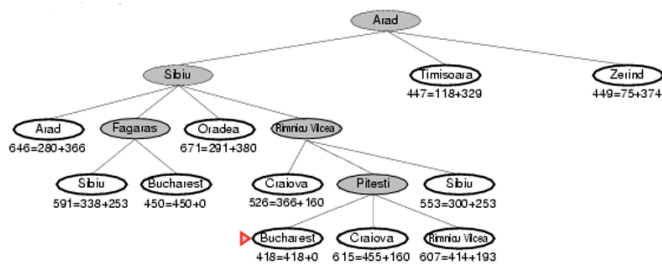 Arad
Sibiu Timisoara Zerind
447=118+329 449=75+374
Arad Fagaras Oradea Rimnicu Vilcea
646=280+366 671=291+380
Sibiu Bucharest Craiova Pitesti Sibiu
591=338+253 450=450+0 526=366+160 553=300+253
Bucharest Craiova Rimnicu Vilcea
418=418+0 615=455+160 607=414+193